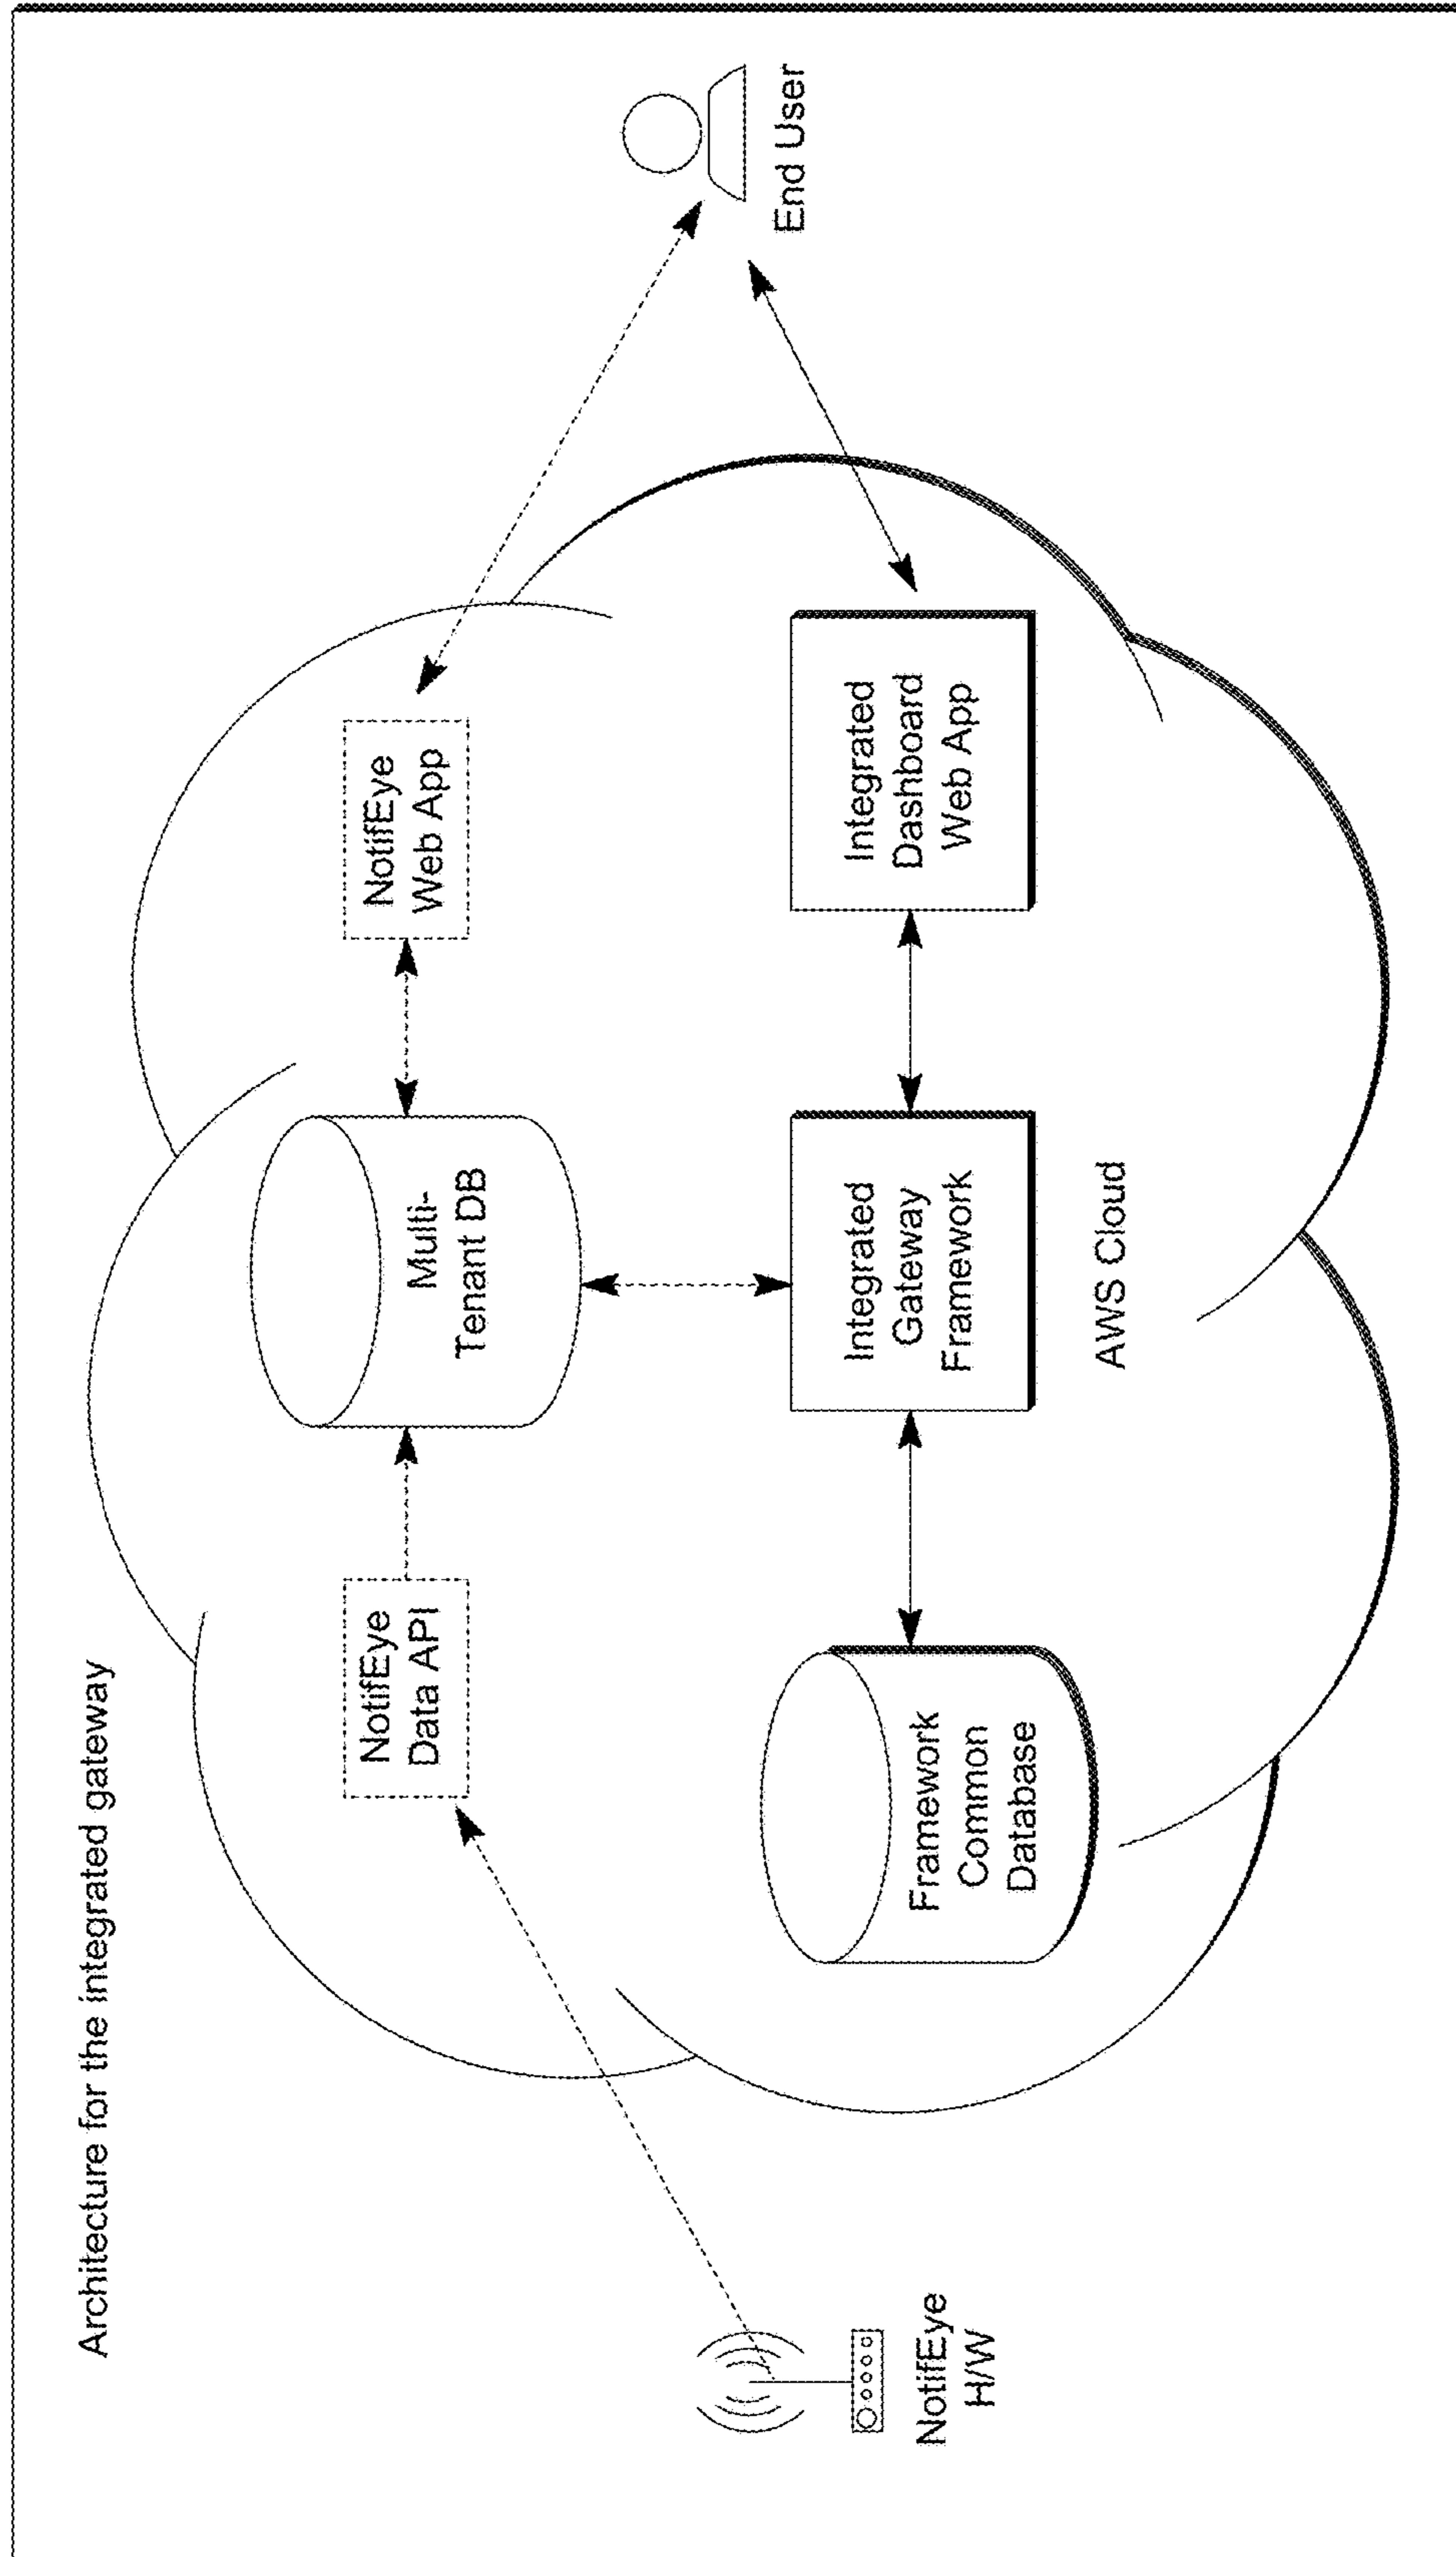 Architecture for the integrated gateway
NotifEye
H/W
NotifEye
Data API
Multi-
Tenant DB
NotifEye
Web App
Framework
Common
Database
Integrated
Gateway
Framework
Integrated
Dashboard
Web App
AWS Cloud
End User